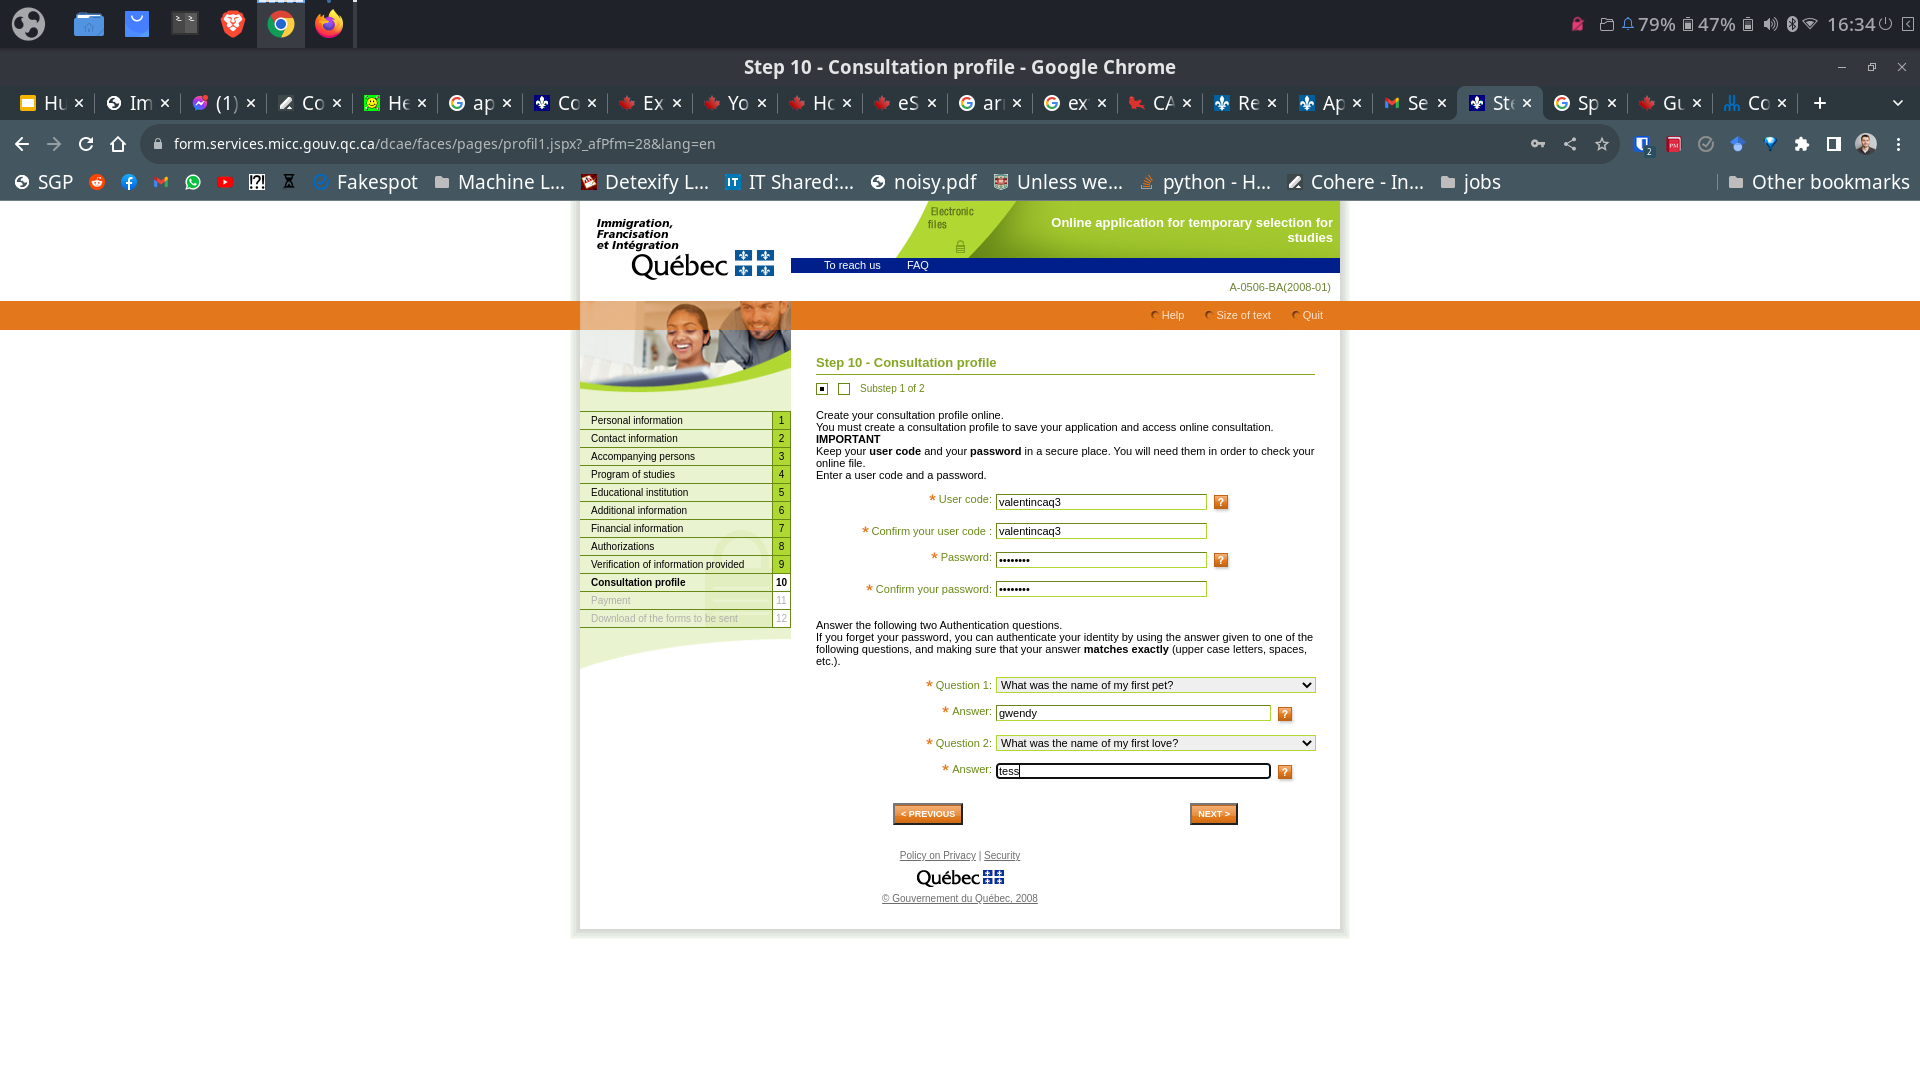 79% 47% 16:34
Step 10 - Consultation profile - Google Chrome
Hu Im (1) Co He ap Co Ex Yo Ho eS ar ex CA Re Ap Se Ste Sp Gu Co
form.services.micc.gouv.qc.ca/dcae/faces/pages/profil1.jspx?_afPfm=28&lang=en
2
SGP Fakespot Machine L... Detexify L... IT Shared:... noisy.pdf Unless we... python - H... Cohere - In... jobs Other bookmarks
Immigration,
Francisation
et Intégration
Québec
Electronic
files
Online application for temporary selection for
studies
To reach us FAQ
A-0506-BA(2008-01)
Help Size of text Quit
Step 10 - Consultation profile
Substep 1 of 2
Personal information 1
Contact information 2
Accompanying persons 3
Program of studies 4
Educational institution 5
Additional information 6
Financial information 7
Authorizations 8
Verification of information provided 9
Consultation profile 10
Payment 11
Download of the forms to be sent 12
Create your consultation profile online.
You must create a consultation profile to save your application and access online consultation.
IMPORTANT
Keep your user code and your password in a secure place. You will need them in order to check your
online file.
Enter a user code and a password.
* User code: valentincaq3 ?
* Confirm your user code : valentincaq3
* Password: •••••••• ?
* Confirm your password: ••••••••
Answer the following two Authentication questions.
If you forget your password, you can authenticate your identity by using the answer given to one of the
following questions, and making sure that your answer matches exactly (upper case letters, spaces,
etc.).
* Question 1: What was the name of my first pet?
* Answer: gwendy ?
* Question 2: What was the name of my first love?
* Answer: tess ?
< PREVIOUS NEXT >
Policy on Privacy | Security
Québec
© Gouvernement du Québec, 2008